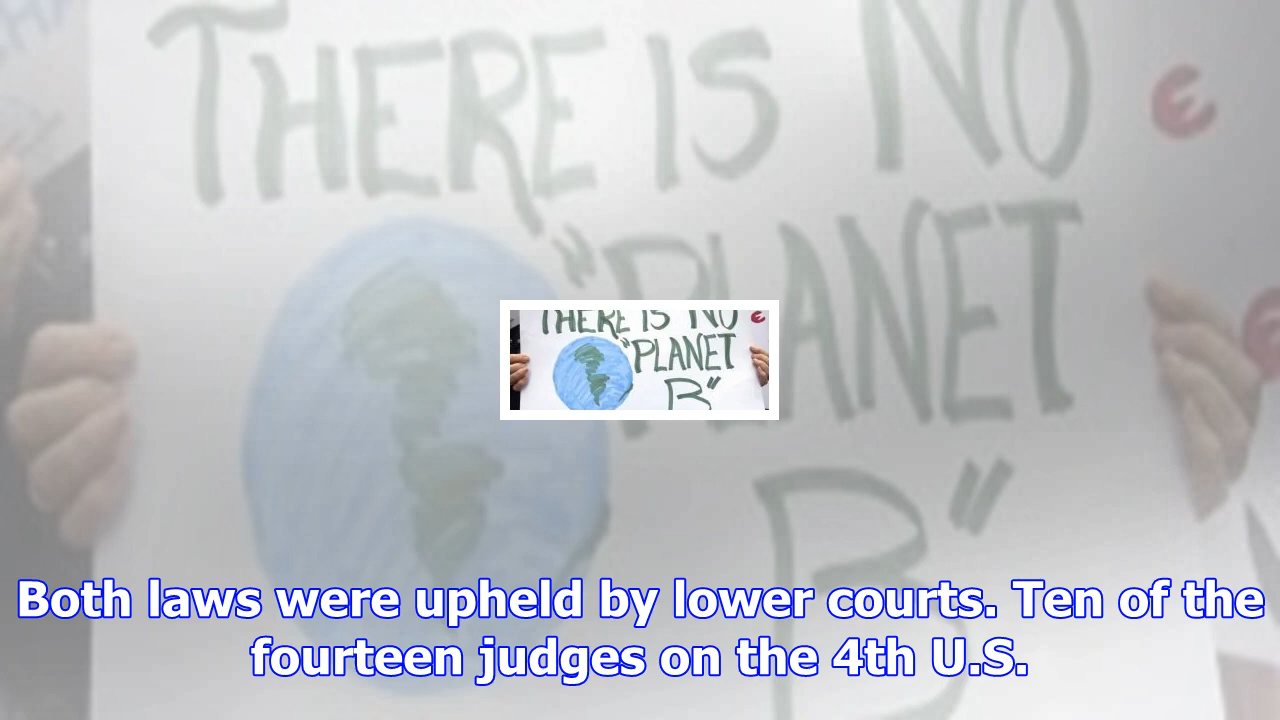 THERE IS NO
"PLANET
B"
THERE IS NO
"PLANET
B"
Both laws were upheld by lower courts. Ten of the
fourteen judges on the 4th U.S.